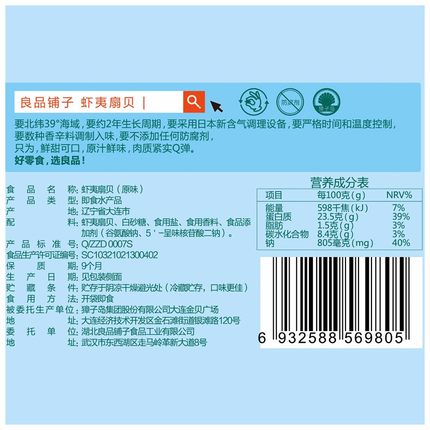 良品铺子 虾夷扇贝 |
防腐剂
要北纬39°海域，要约2年生长周期，要采用日本新含气调理设备，要严格时间和温度控制，
要数种香辛料调制入味，要不添加任何防腐剂，
只为，鲜甜可口，原汁鲜味，肉质紧实Q弹。
好零食，选良品！
食品名称：虾夷扇贝（原味）
产品类型：即食水产品
产地：辽宁省大连市
配料：虾夷扇贝、白砂糖、食用盐、食用香料、食品添
加剂（谷氨酸钠、5＇-呈味核苷酸二钠）。
产品标准号：Q/ZZD 0007S
食品生产许可证编号：SC10321021300402
保质期：9个月
生产日期：见包装侧面
贮藏条件：贮存于阴凉干燥避光处（冷藏贮存，口味更佳）
食用方法：开袋即食
被委托生产单位：獐子岛集团股份有限公司大连金贝广场
地址：大连经济技术开发区金石滩街道银滩路120号
委托单位：湖北良品铺子食品工业有限公司
地址：武汉市东西湖区走马岭革新大道8号
营养成分表
项目 每100克(g) NRV%
能量 598千焦(kJ) 7%
蛋白质 23.5克(g) 39%
脂肪 1.5克(g) 3%
碳水化合物 8.4克(g) 3%
钠 805毫克(mg) 40%
6 932588 569805